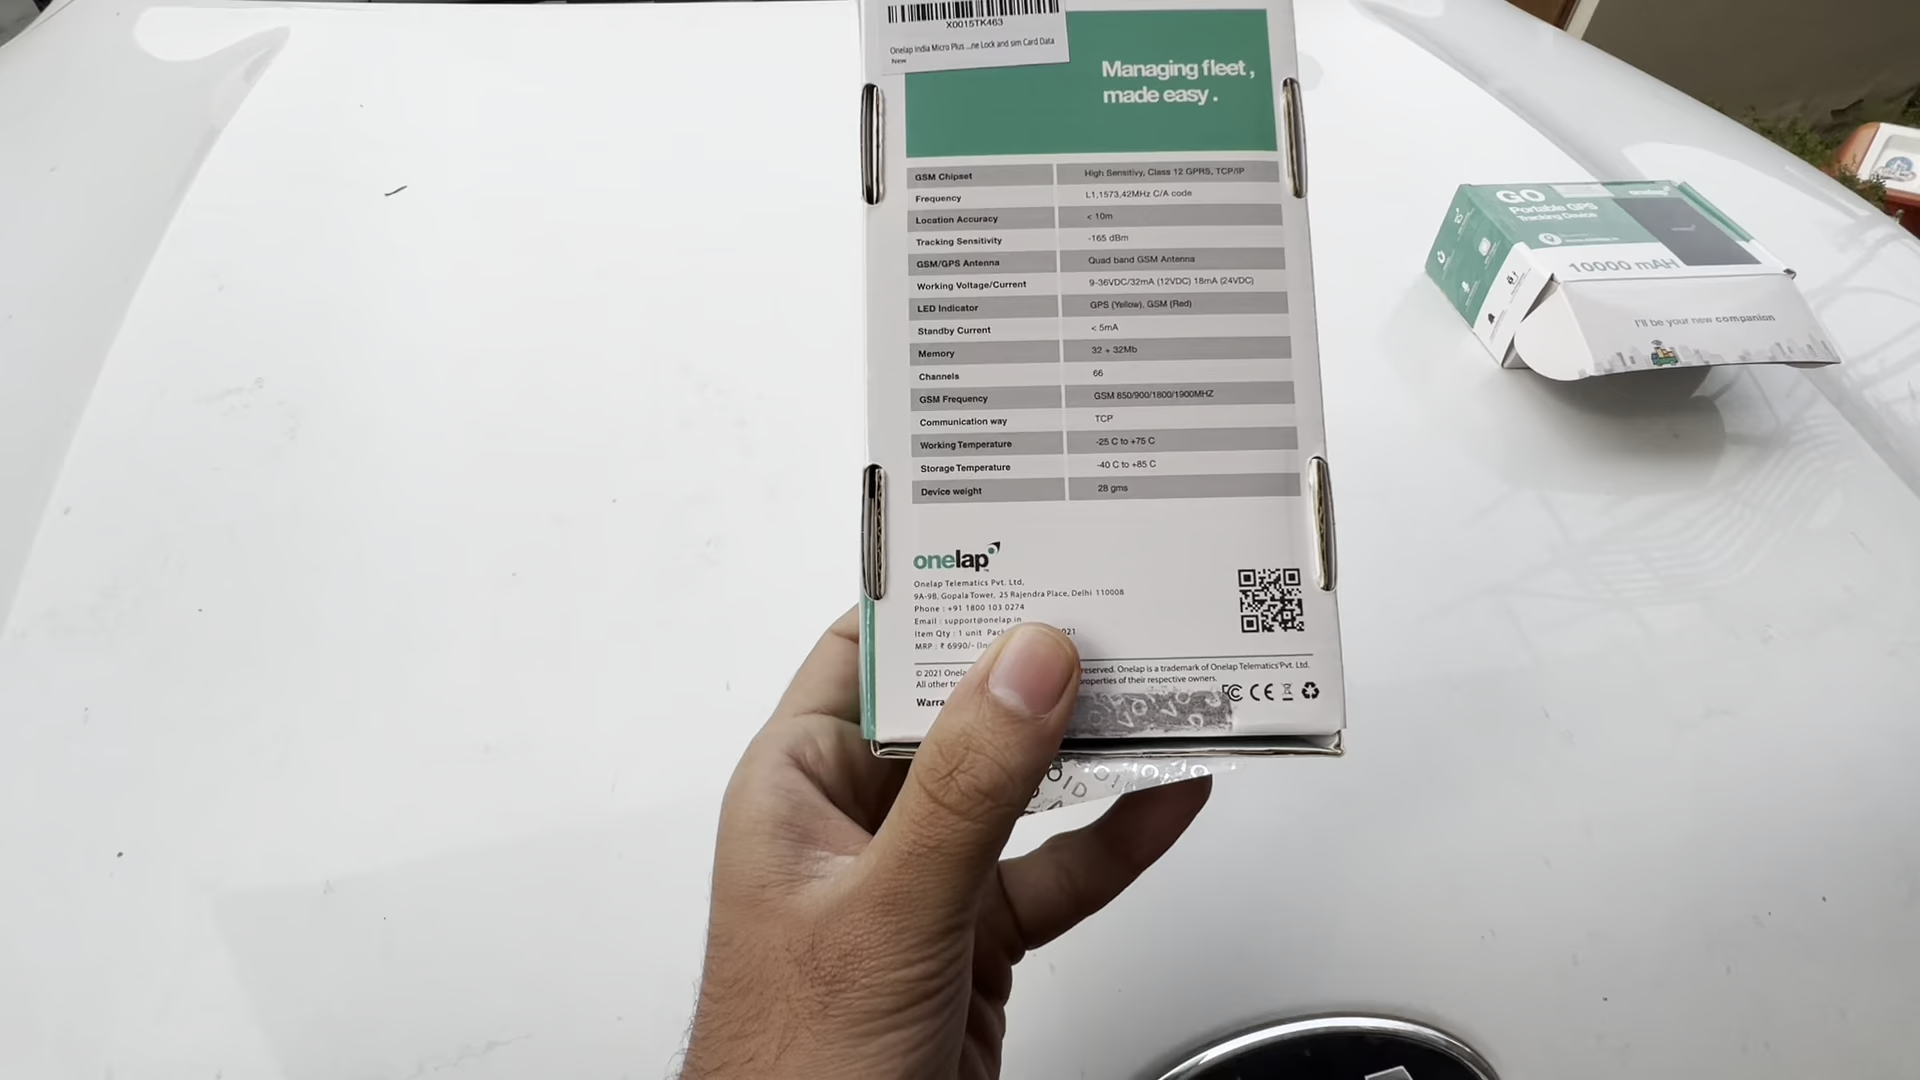 X0015TK463
Onelap India Micro Plus ...ne Lock and sim Card Data
New
Managing fleet,
made easy.
GSM Chipset High Sensitivy, Class 12 GPRS, TCP/IP
Frequency L1,1573,42MHz C/A code
Location Accuracy < 10m
Tracking Sensitivity -165 dBm
GSM/GPS Antenna Quad band GSM Antenna
Working Voltage/Current 9-36VDC/32mA (12VDC) 18mA (24VDC)
LED Indicator GPS (Yellow), GSM (Red)
Standby Current < 5mA
Memory 32 + 32Mb
Channels 66
GSM Frequency GSM 850/900/1800/1900MHZ
Communication way TCP
Working Temperature -25 C to +75 C
Storage Temperature -40 C to +85 C
Device weight 28 gms
onelap
Onelap Telematics Pvt. Ltd,
9A-9B, Gopala Tower, 25 Rajendra Place, Delhi 110008
Phone : +91 1800 103 0274
Email : support@onelap.in
Item Qty : 1 unit
MRP : ₹ 6990/-
© 2021 reserved. Onelap is a trademark of Onelap Telematics Pvt. Ltd.
All other properties of their respective owners.
FC CE
VOID
GO
onelap
Portable GPS
Tracking Device
10000 mAH
I'll be your new companion